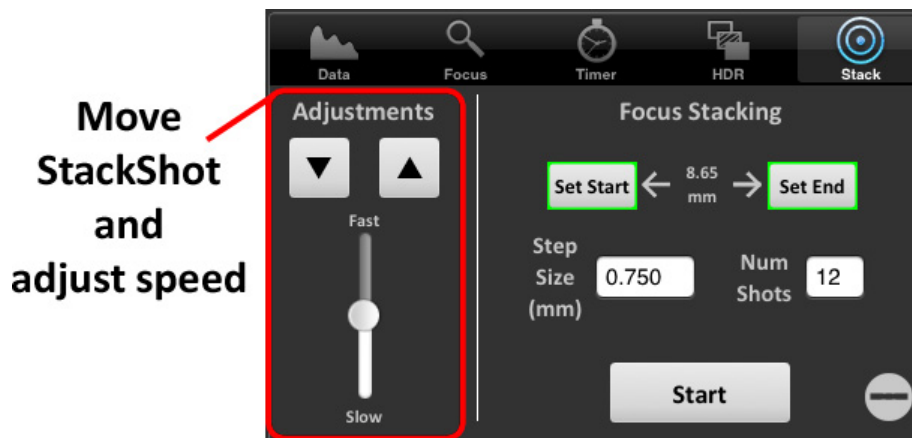 Move
StackShot
and
adjust speed
Data
Focus
Timer
HDR
Stack
Adjustments
Fast
Slow
Focus Stacking
Set Start
8.65
mm
Set End
Step
Size
(mm)
0.750
Num
Shots
12
Start